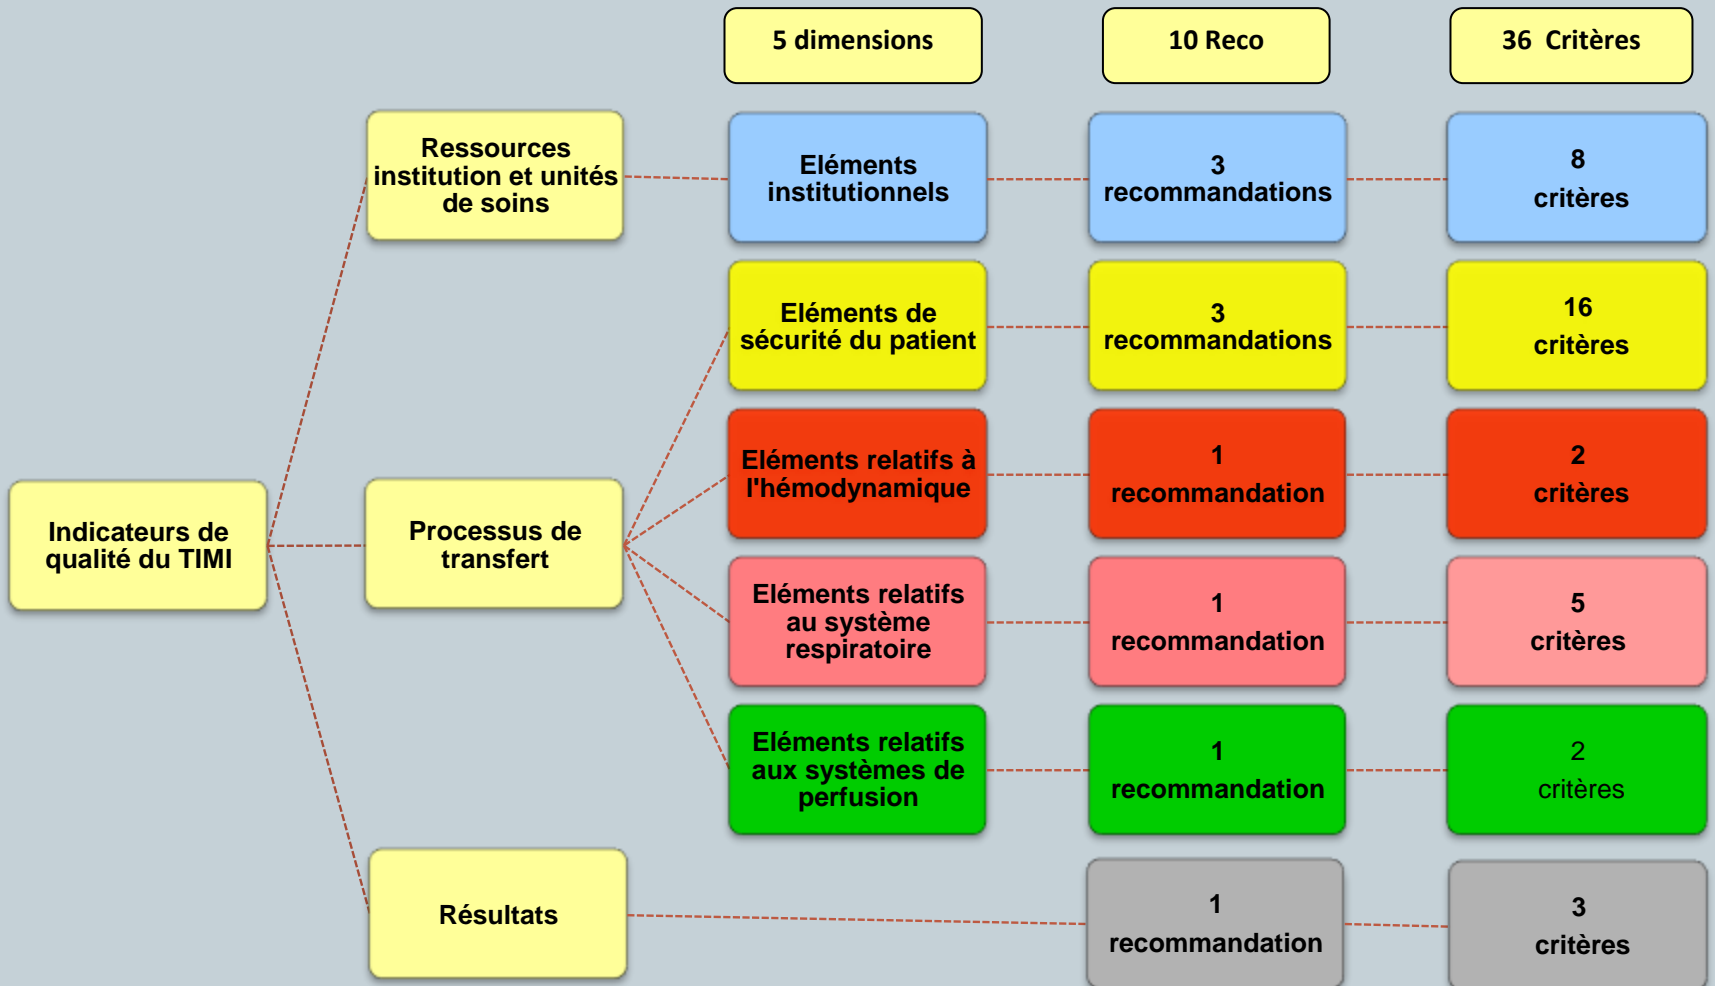 5 dimensions
10 Reco
36 Critères
Ressources
institution et unités
de soins
Eléments
institutionnels
3
recommandations
8
critères
Eléments de
sécurité du patient
3
recommandations
16
critères
Eléments relatifs à
l'hémodynamique
1
recommandation
2
critères
Indicateurs de
qualité du TIMI
Processus de
transfert
Eléments relatifs
au système
respiratoire
1
recommandation
5
critères
Eléments relatifs
aux systèmes de
perfusion
1
recommandation
2
critères
Résultats
1
recommandation
3
critères